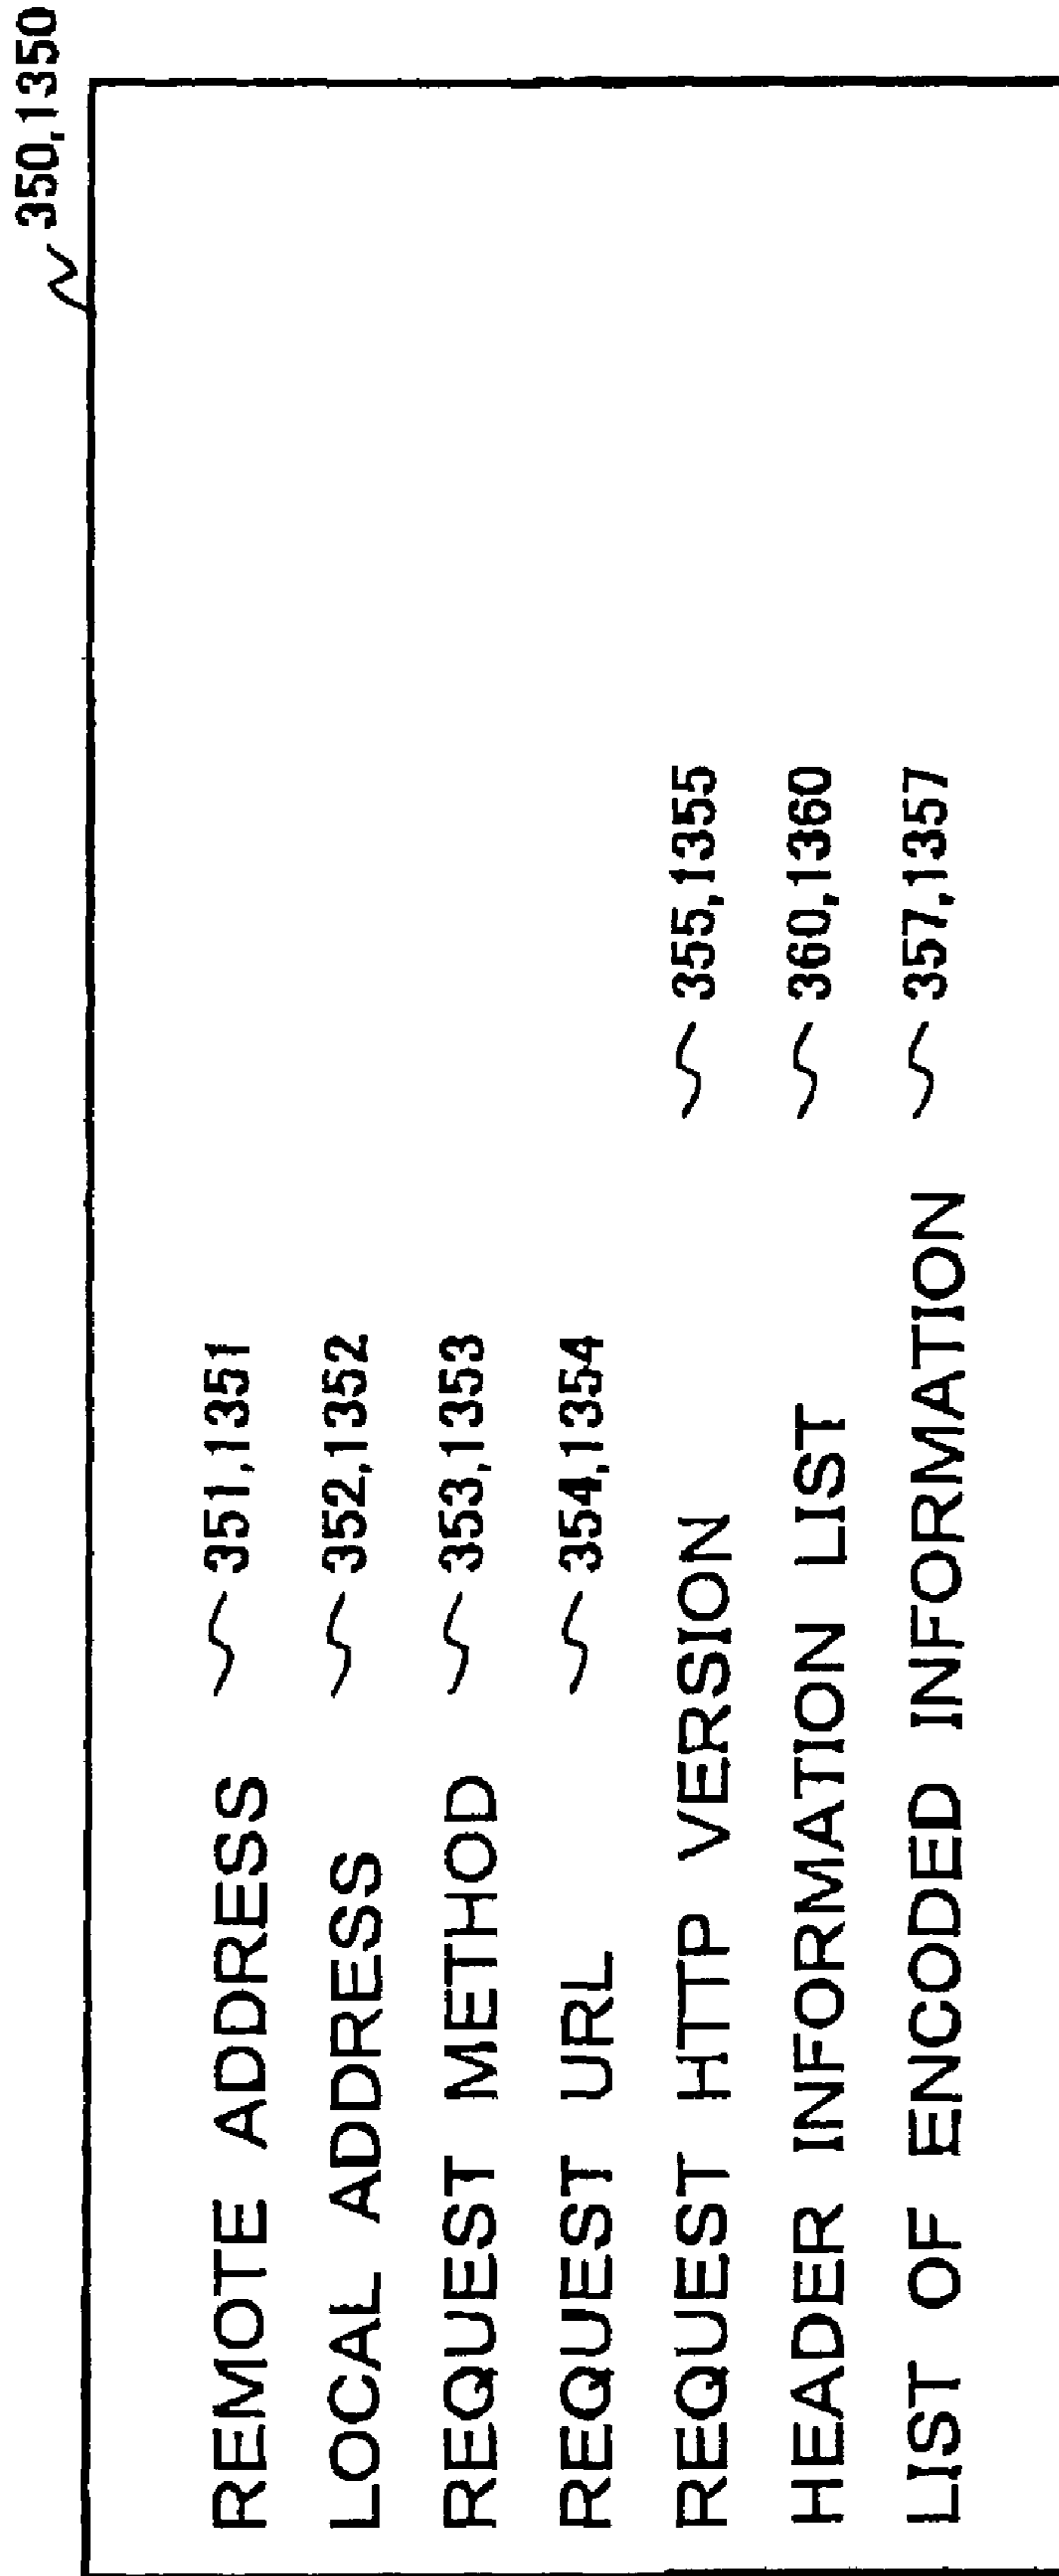 350,1350
REMOTE ADDRESS 351,1351
LOCAL ADDRESS 352,1352
REQUEST METHOD 353,1353
REQUEST URL 354,1354
REQUEST HTTP VERSION 355,1355
HEADER INFORMATION LIST 360,1360
LIST OF ENCODED INFORMATION 357,1357